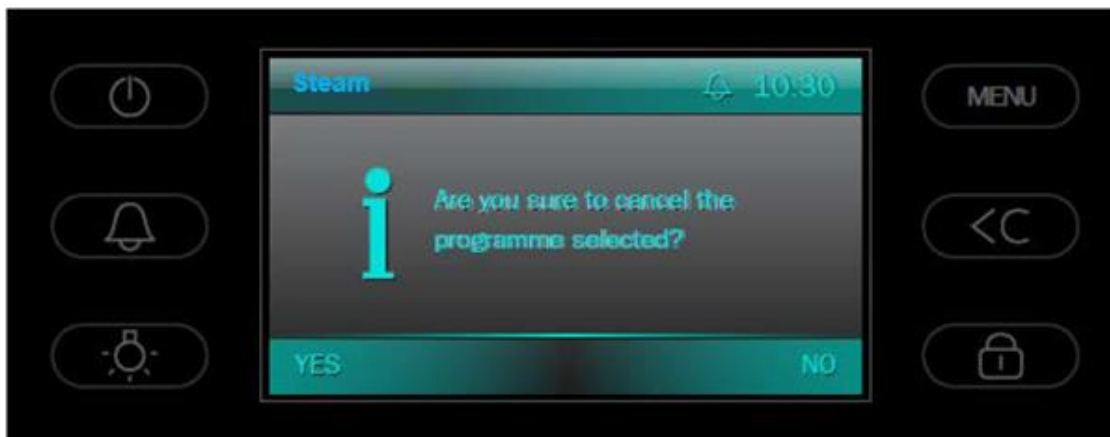 Steam 10:30
MENU
Are you sure to cancel the
programme selected?
<C
YES NO